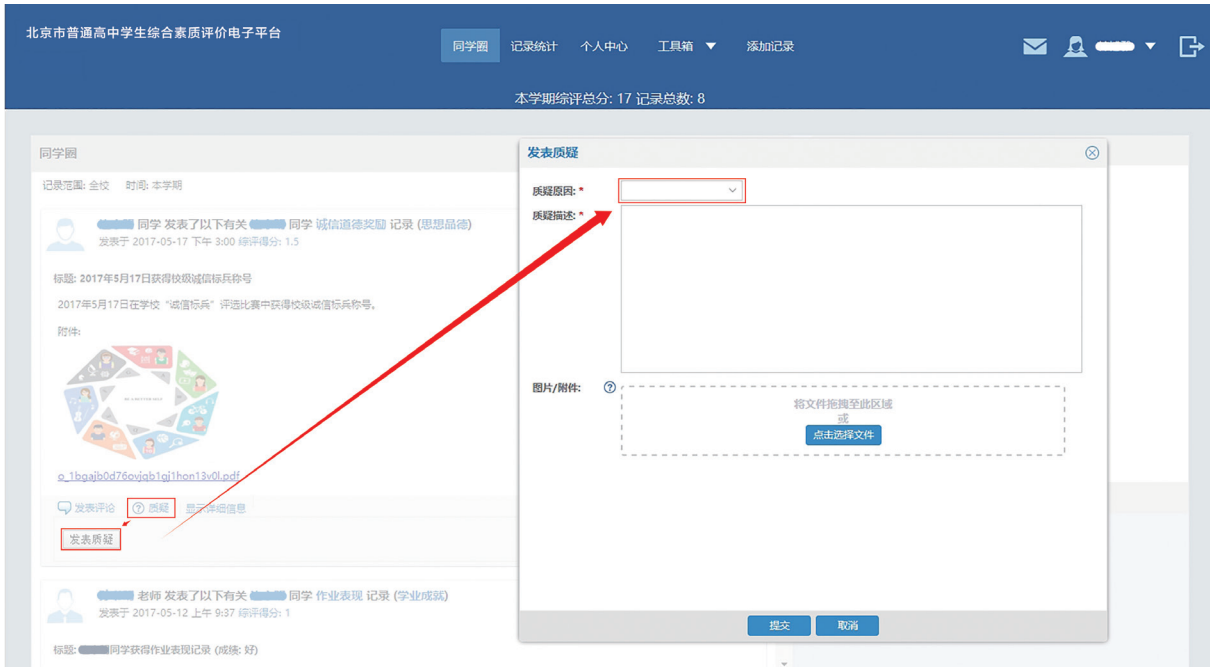 北京市普通高中学生综合素质评价电子平台
同学圈 记录统计 个人中心 工具箱 添加记录
本学期综评总分: 17 记录总数: 8
同学圈
记录范围: 全校 时间: 本学期
同学 发表了以下有关 同学 诚信道德奖励 记录 (思想品德)
发表于 2017-05-17 下午 3:00 综评得分: 1.5
标题: 2017年5月17日获得校级诚信标兵称号
2017年5月17日在学校“诚信标兵”评选比赛中获得校级诚信标兵称号。
附件:
o_1bgajb0d76ovjqb1gj1hon13v0l.pdf
发表评论 质疑 显示详细信息
发表质疑
老师 发表了以下有关 同学 作业表现 记录 (学业成就)
发表于 2017-05-12 上午 9:37 综评得分: 1
标题: 同学获得作业表现记录 (成绩: 好)
发表质疑
质疑原因: *
质疑描述: *
图片/附件:
将文件拖拽至此区域
或
点击选择文件
提交 取消